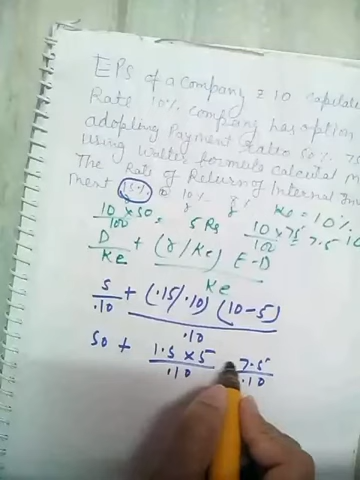 EPS of a company ₹ 10 capitali
Rate 10% company has option
adopting Payment Ratio 50% 75
using Walter formula calculate m
The Rate of Return of Internal Inv
ment 15% 10% 8%
Ke = 10%
10/100 × 50 = 5 Rs 10/100 × 75 = 7.5 10
D/Ke + (r/Ke) E-D / Ke
5/.10 + (.15/.10) (10-5) / .10
50 + 1.5 × 5 / .10 7.5/.10